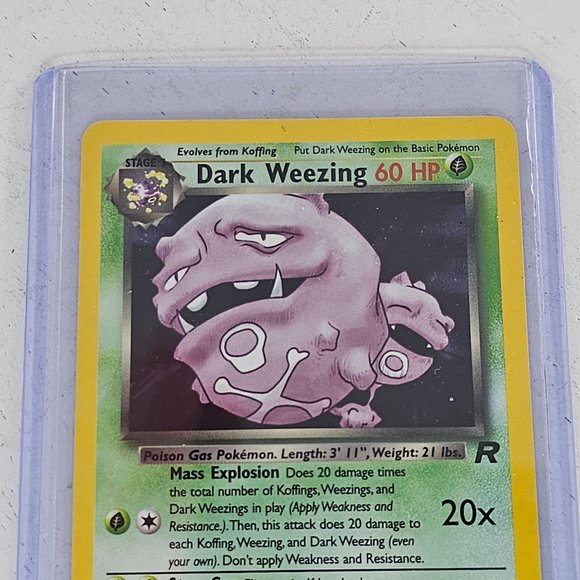 Evolves from Koffing Put Dark Weezing on the Basic Pokémon
STAGE 1
Dark Weezing 60 HP
Poison Gas Pokémon. Length: 3' 11", Weight: 21 lbs.
R
Mass Explosion Does 20 damage times
the total number of Koffings, Weezings, and
Dark Weezings in play (Apply Weakness and
Resistance.). Then, this attack does 20 damage to
each Koffing, Weezing, and Dark Weezing (even
your own). Don't apply Weakness and Resistance.
20x